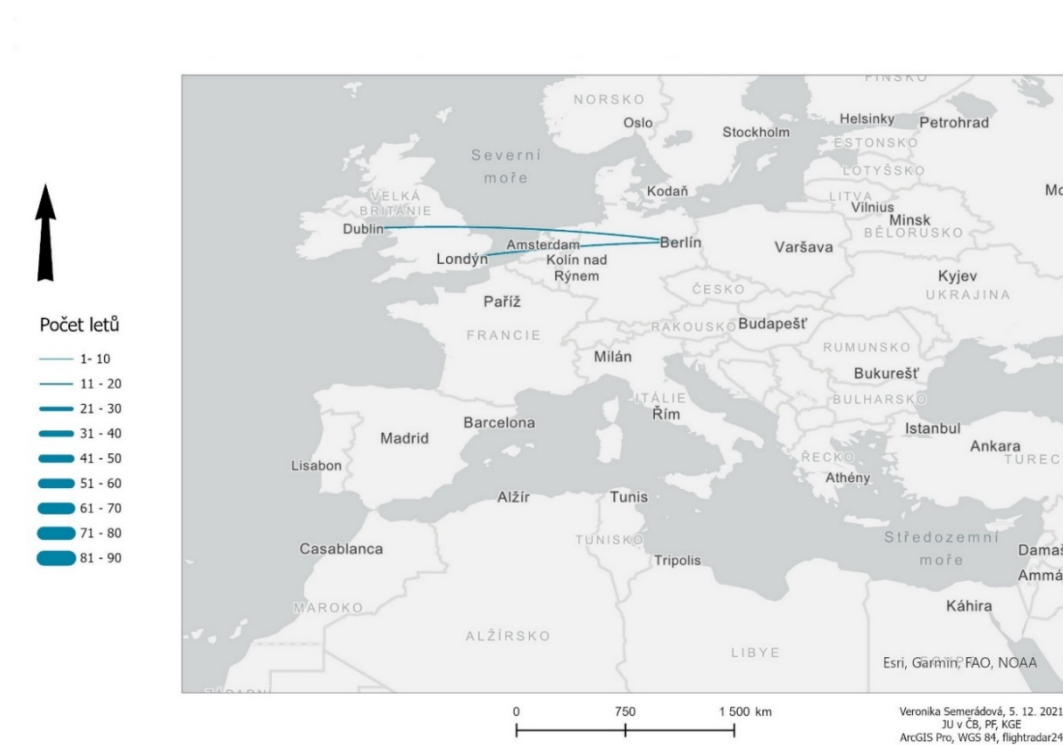 FINSKO
NORSKO
Oslo
Helsinky
Petrohrad
Stockholm
ESTONSKO
Severní
moře
LOTYŠSKO
Kodaň
LITVA
VELKÁ
BRITÁNIE
Vilnius
Minsk
BĚLORUSKO
Dublin
Amsterdam
Berlín
Varšava
Londýn
Kolín nad
Rýnem
Kyjev
UKRAJINA
ČESKO
Paříž
FRANCIE
RAKOUSKO
Budapešť
Milán
RUMUNSKO
Bukurešť
ITÁLIE
Řím
BULHARSKO
Barcelona
Madrid
Istanbul
Ankara
TUREC
Lisabon
ŘECKO
Athény
Alžír
Tunis
TUNISKO
Středozemní
moře
Casablanca
Tripolis
Damaš
Ammá
MAROKO
Káhira
ALŽÍRSKO
LIBYE
Esri, Garmin, FAO, NOAA
Počet letů
1- 10
11 - 20
21 - 30
31 - 40
41 - 50
51 - 60
61 - 70
71 - 80
81 - 90
0 750 1 500 km
Veronika Semerádová, 5. 12. 2021
JU v ČB, PF, KGE
ArcGIS Pro, WGS 84, flightradar24